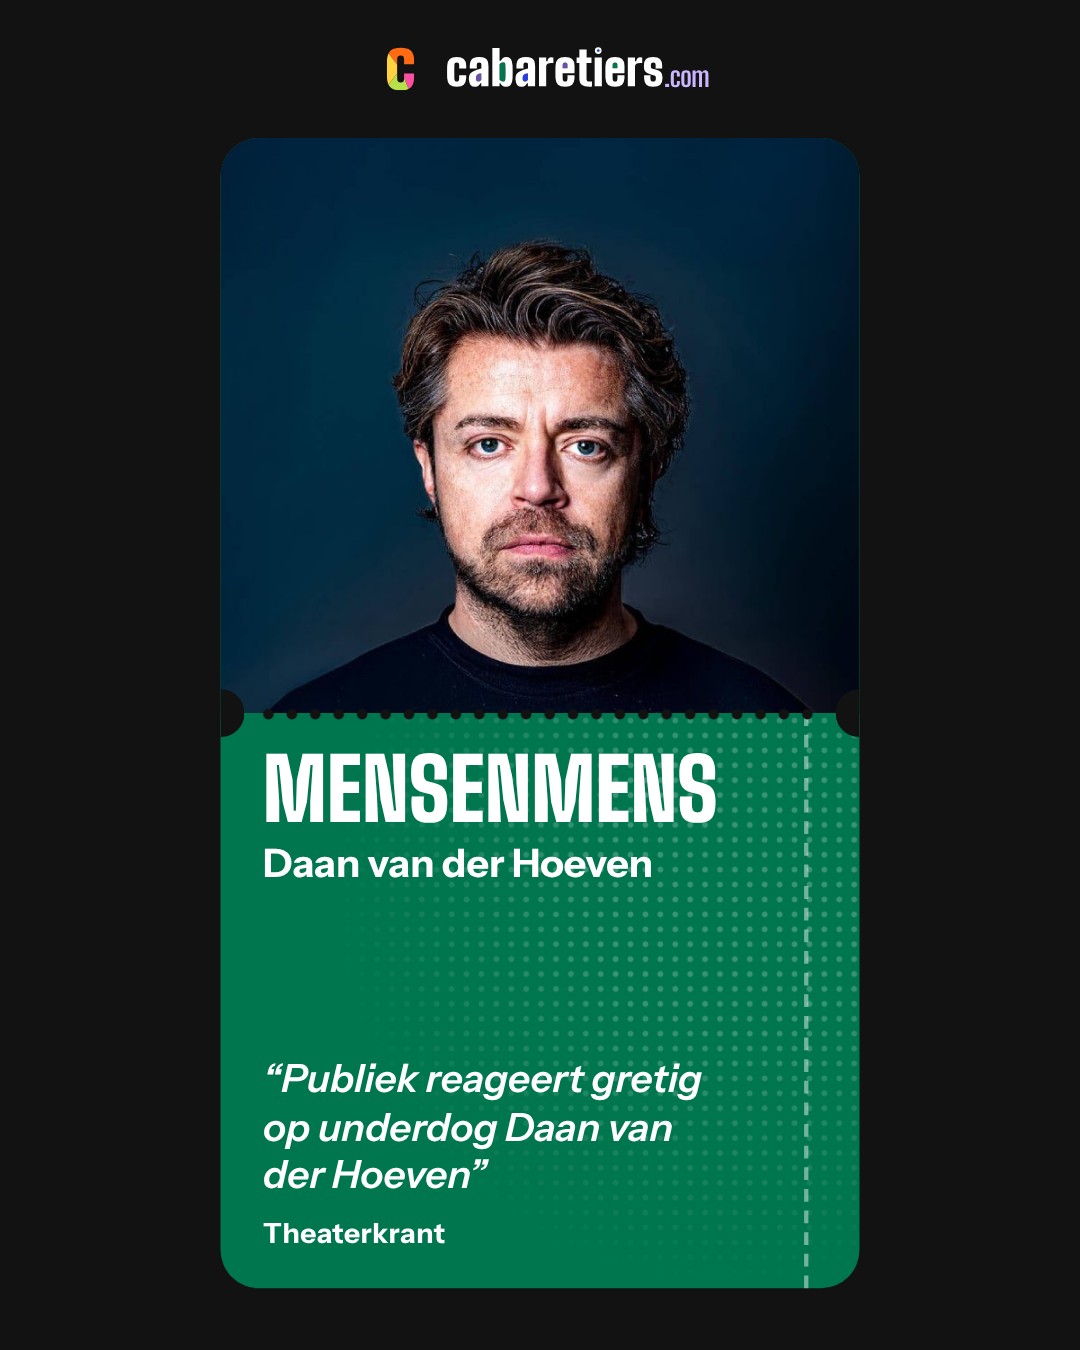 C cabaretiers.com
MENSENMENS
Daan van der Hoeven
“Publiek reageert gretig
op underdog Daan van
der Hoeven”
Theaterkrant